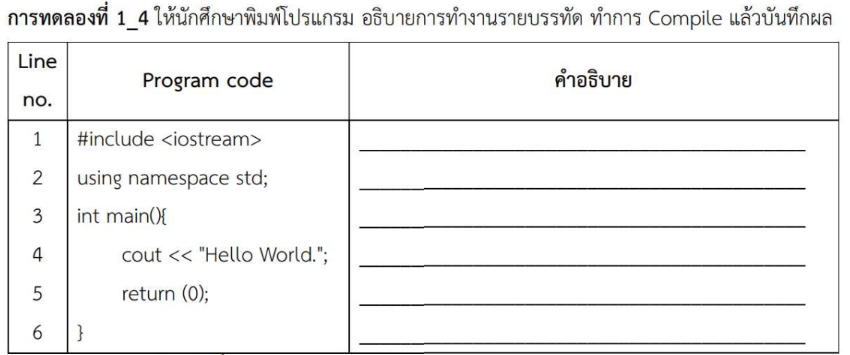 การทดลองที่ 1_4 ให้นักศึกษาพิมพ์โปรแกรม อธิบายการทำงานรายบรรทัด ทำการ Compile แล้วบันทึกผล
Line no. Program code คำอธิบาย
1 #include <iostream>
2 using namespace std;
3 int main(){
4 cout << "Hello World.";
5 return (0);
6 }